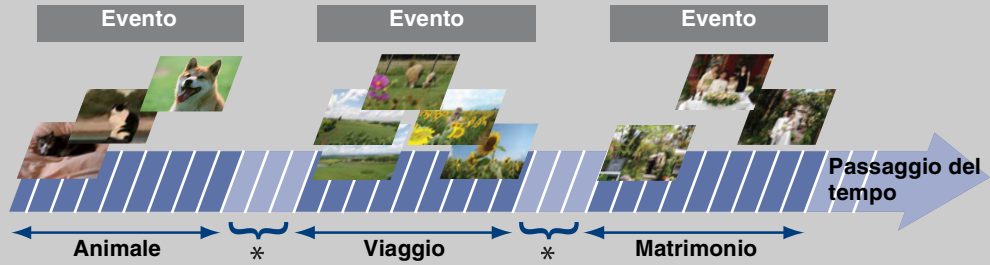 Evento
Evento
Evento
Passaggio del
tempo
Animale
*
Viaggio
*
Matrimonio